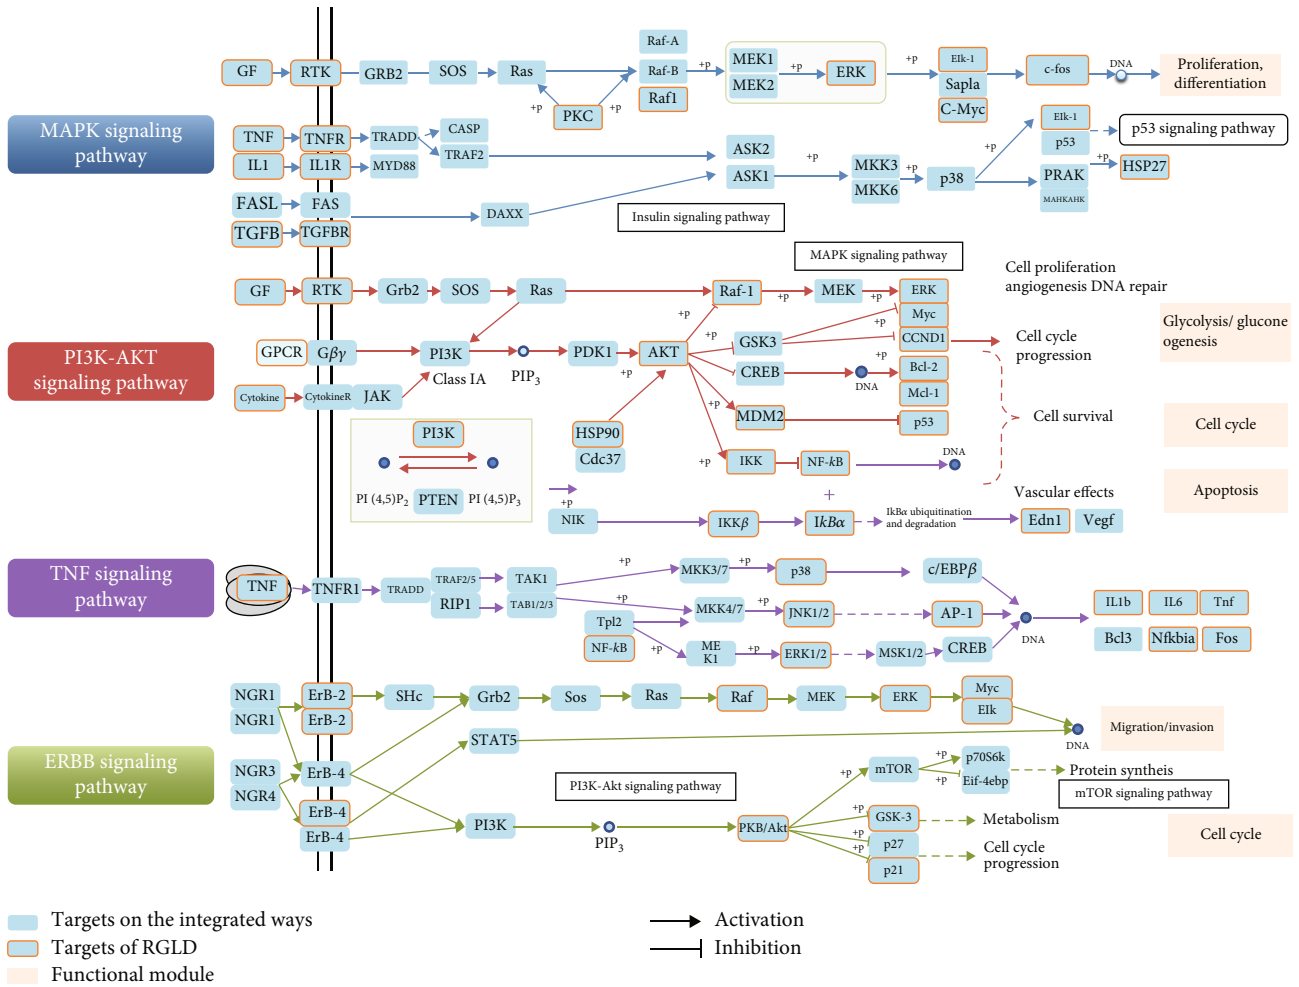 MAPK signaling
pathway
GF
RTK
GRB2
SOS
Ras
Raf-A
Raf-B
Raf1
+p
PKC
+p
+p
MEK1
MEK2
+p
ERK
+p
Elk-1
Sapla
C-Myc
c-fos
DNA
Proliferation,
differentiation
TNF
TNFR
TRADD
CASP
TRAF2
IL1
IL1R
MYD88
ASK2
ASK1
+p
MKK3
MKK6
+p
p38
+p
Elk-1
p53
p53 signaling pathway
+p
HSP27
PRAK
MAHKAHK
FASL
FAS
DAXX
TGFB
TGFBR
Insulin signaling pathway
MAPK signaling pathway
PI3K-AKT
signaling pathway
GF
RTK
Grb2
SOS
Ras
Raf-1
+p
MEK
+p
ERK
Myc
CCND1
Cell proliferation
angiogenesis DNA repair
GPCR
Gβγ
PI3K
Class IA
PIP3
PDK1
+p
AKT
+p
+p
GSK3
CREB
DNA
+p
Bcl-2
Mcl-1
Cell cycle
progression
Glycolysis/ glucone
ogenesis
Cytokine
CytokineR
JAK
+p
MDM2
p53
Cell survival
Cell cycle
HSP90
Cdc37
+p
IKK
NF-kB
DNA
Apoptosis
PI3K
PI (4,5)P2
PTEN
PI (4,5)P3
+p
NIK
IKKβ
+
IkBα
IkBα ubiquitination
and degradation
Vascular effects
Edn1
Vegf
TNF signaling
pathway
TNF
TNFR1
TRADD
TRAF2/5
RIP1
TAK1
TAB1/2/3
+p
+p
MKK3/7
+p
p38
c/EBPβ
Tpl2
NF-kB
MKK4/7
+p
JNK1/2
AP-1
+p
ME
K1
+p
ERK1/2
MSK1/2
CREB
DNA
IL1b
IL6
Tnf
Bcl3
Nfkbia
Fos
ERBB signaling
pathway
NGR1
NGR1
ErB-2
ErB-2
SHc
Grb2
Sos
Ras
Raf
MEK
ERK
Myc
Elk
DNA
Migration/invasion
NGR3
NGR4
ErB-4
ErB-4
ErB-4
STAT5
PI3K
PIP3
PI3K-Akt signaling pathway
PKB/Akt
+p
mTOR
+p
+p
p70S6k
Eif-4ebp
Protein syntheis
mTOR signaling pathway
+p
GSK-3
Metabolism
+p
p27
+p
p21
Cell cycle
progression
Cell cycle
Targets on the integrated ways
Targets of RGLD
Functional module
Activation
Inhibition